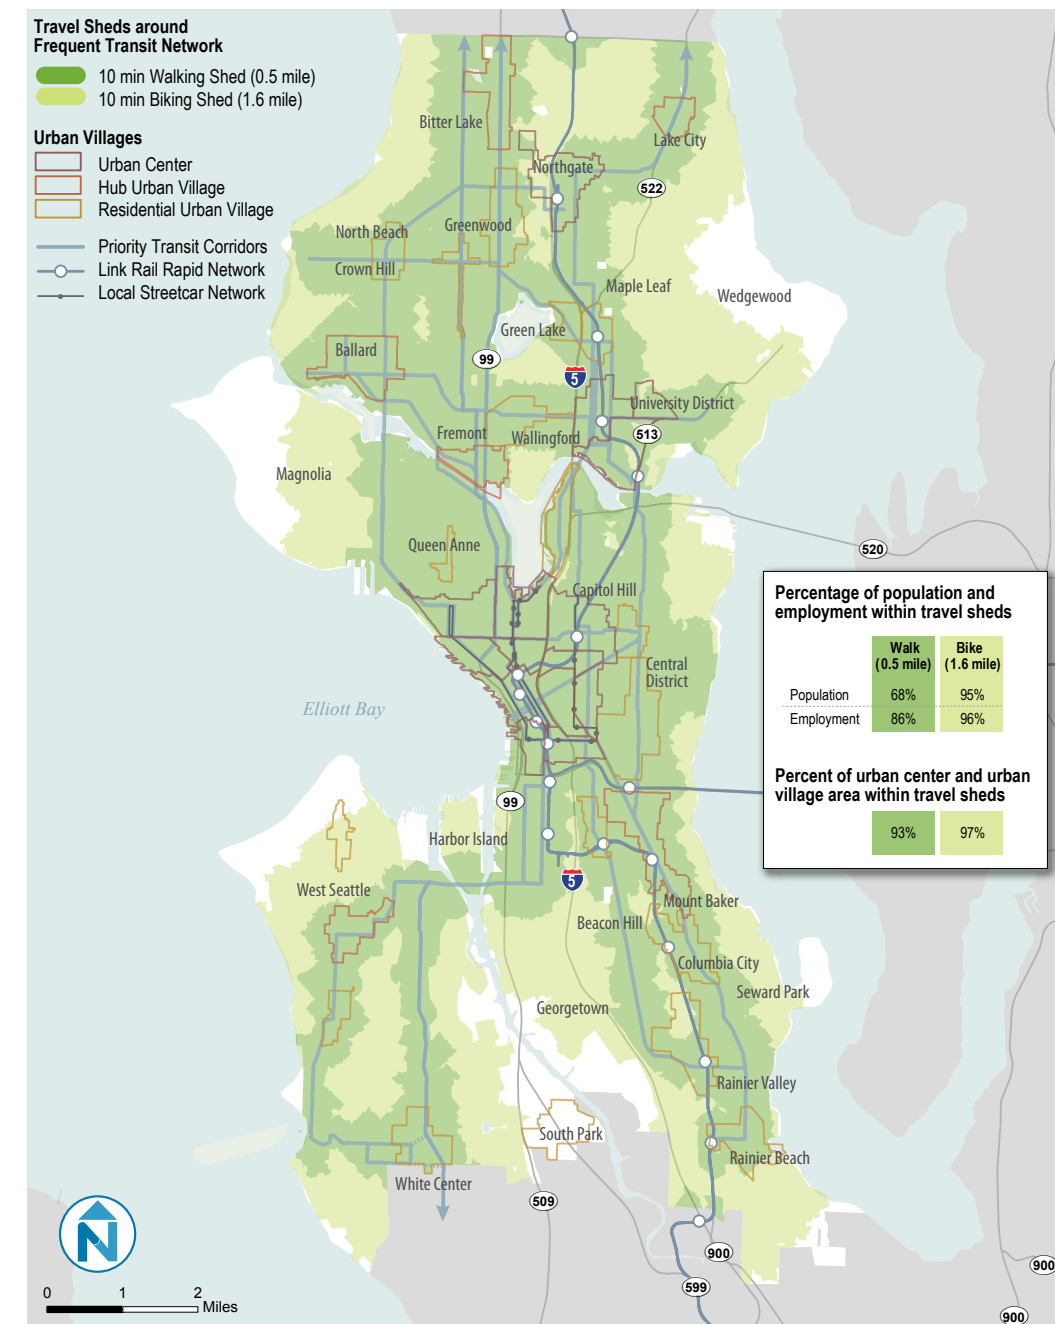 Travel Sheds around
Frequent Transit Network
10 min Walking Shed (0.5 mile)
10 min Biking Shed (1.6 mile)
Urban Villages
Urban Center
Hub Urban Village
Residential Urban Village
Priority Transit Corridors
Link Rail Rapid Network
Local Streetcar Network
Bitter Lake
Lake City
Northgate
522
North Beach
Greenwood
Crown Hill
Maple Leaf
Wedgewood
Green Lake
Ballard
99
5
University District
Fremont
Wallingford
513
Magnolia
Queen Anne
520
Capitol Hill
Central
District
Elliott Bay
Percentage of population and
employment within travel sheds
Walk Bike
(0.5 mile) (1.6 mile)
Population 68% 95%
Employment 86% 96%
Percent of urban center and urban
village area within travel sheds
93% 97%
99
Harbor Island
5
West Seattle
Mount Baker
Beacon Hill
Columbia City
Seward Park
Georgetown
Rainier Valley
South Park
Rainier Beach
White Center
509
900
599
900
900
N
0 1 2
Miles